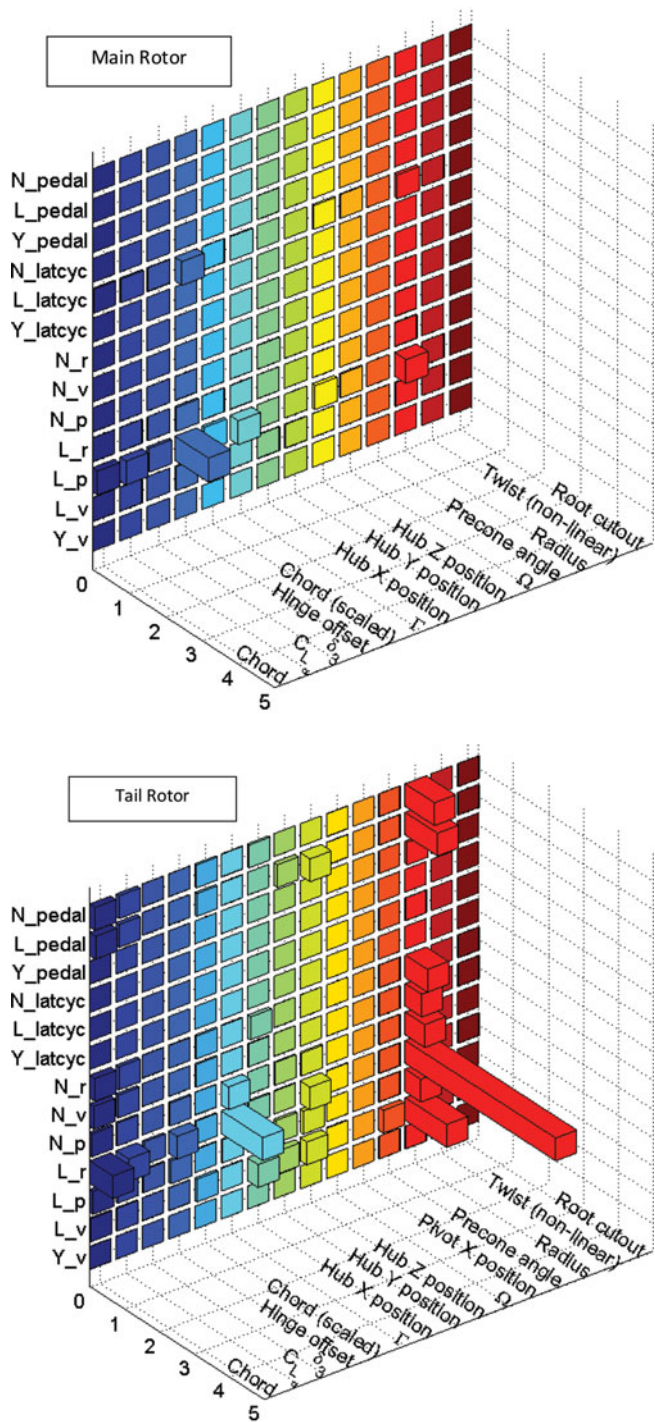 Main Rotor
N_pedal
L_pedal
Y_pedal
N_latcyc
L_latcyc
Y_latcyc
N_r
N_v
N_p
L_r
L_p
L_v
Y_v
0
1
2
3
4
5
Root cutout
Twist (non-linear)
Radius
Precone angle
Ω
Hub Z position
Hub Y position
Hub X position
Γ
Chord (scaled)
Hinge offset
δ3
CLα
Chord
Tail Rotor
N_pedal
L_pedal
Y_pedal
N_latcyc
L_latcyc
Y_latcyc
N_r
N_v
N_p
L_r
L_p
L_v
Y_v
0
1
2
3
4
5
Root cutout
Twist (non-linear)
Radius
Precone angle
Pivot X position
Ω
Hub Z position
Hub Y position
Hub X position
Γ
Chord (scaled)
Hinge offset
δ3
CLα
Chord